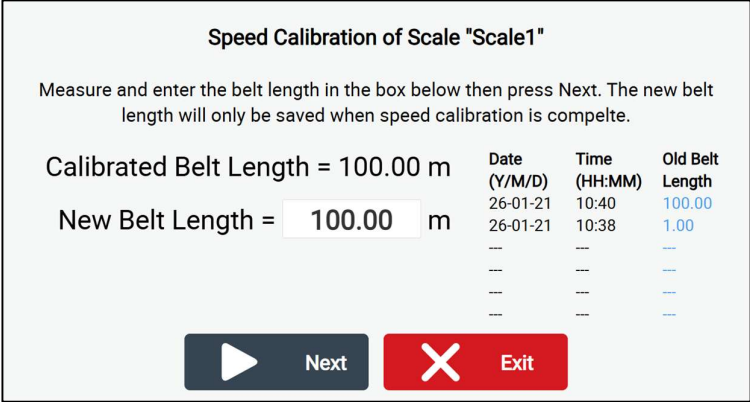 Speed Calibration of Scale "Scale1"
Measure and enter the belt length in the box below then press Next. The new belt
length will only be saved when speed calibration is compelte.
Calibrated Belt Length = 100.00 m
New Belt Length = 100.00 m
Date Time Old Belt
(Y/M/D) (HH:MM) Length
26-01-21 10:40 100.00
26-01-21 10:38 1.00
--- --- ---
--- --- ---
--- --- ---
--- --- ---
Next Exit